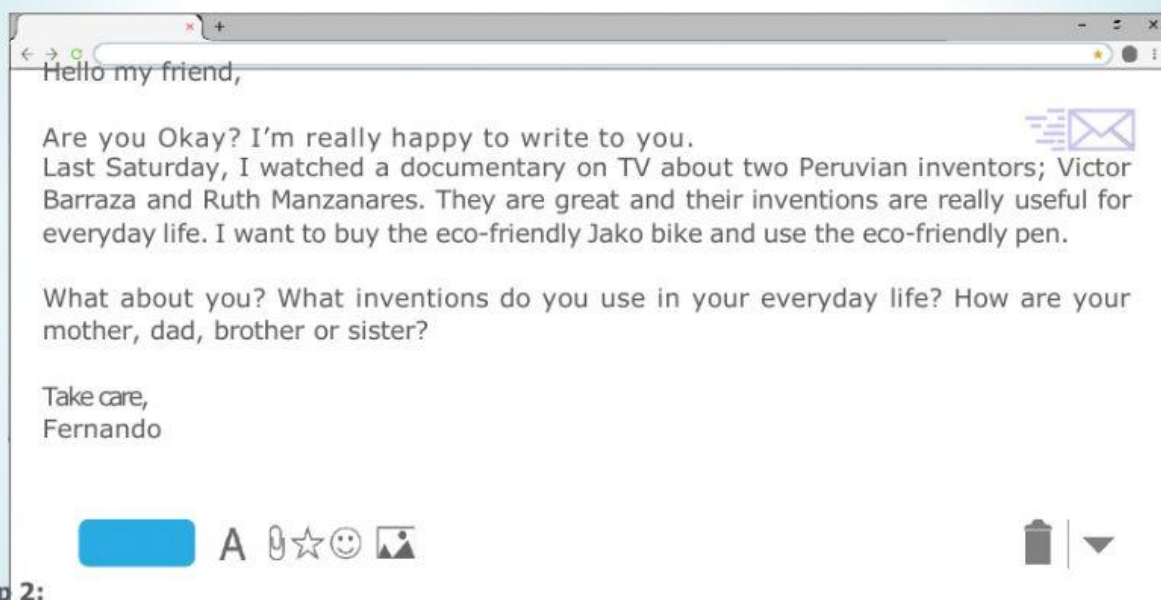 Hello my friend,
Are you Okay? I'm really happy to write to you.
Last Saturday, I watched a documentary on TV about two Peruvian inventors; Victor
Barraza and Ruth Manzanares. They are great and their inventions are really useful for
everyday life. I want to buy the eco-friendly Jako bike and use the eco-friendly pen.
What about you? What inventions do you use in your everyday life? How are your
mother, dad, brother or sister?
Take care,
Fernando
A
p 2: